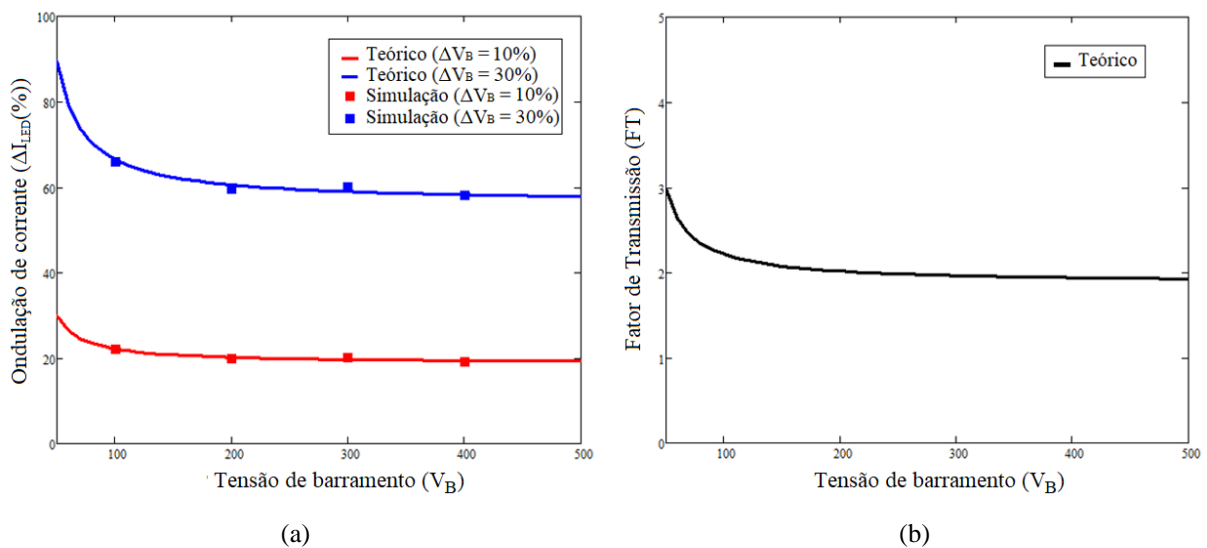 100
80
60
40
20
0
Ondulação de corrente (ΔI_LED(%))
Teórico (ΔV_B = 10%)
Teórico (ΔV_B = 30%)
Simulação (ΔV_B = 10%)
Simulação (ΔV_B = 30%)
100 200 300 400 500
Tensão de barramento (V_B)
(a)
5
4
3
2
1
0
Fator de Transmissão (FT)
Teórico
100 200 300 400 500
Tensão de barramento (V_B)
(b)